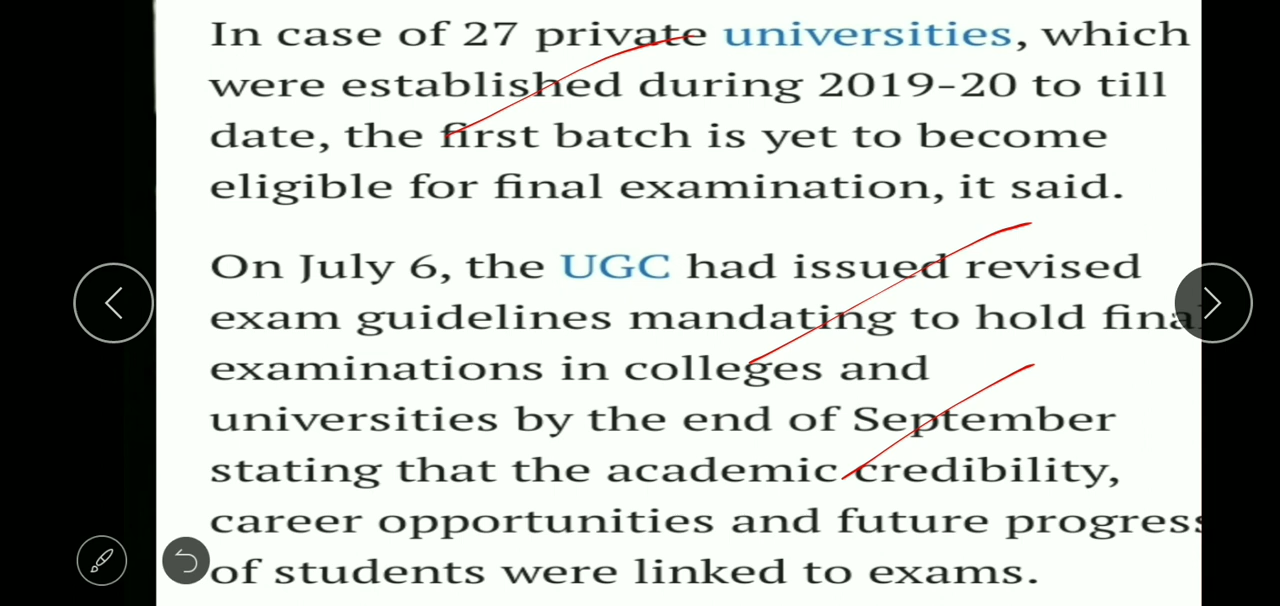 In case of 27 private universities, which
were established during 2019-20 to till
date, the first batch is yet to become
eligible for final examination, it said.
On July 6, the UGC had issued revised
exam guidelines mandating to hold final
examinations in colleges and
universities by the end of September
stating that the academic credibility,
career opportunities and future progress
of students were linked to exams.